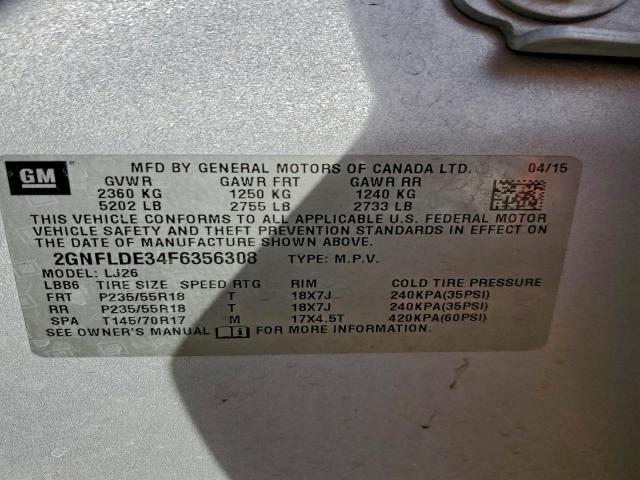 GM
MFD BY GENERAL MOTORS OF CANADA LTD. 04/15
GVWR GAWR FRT GAWR RR
2360 KG 1250 KG 1240 KG
5202 LB 2755 LB 2733 LB
THIS VEHICLE CONFORMS TO ALL APPLICABLE U.S. FEDERAL MOTOR
VEHICLE SAFETY AND THEFT PREVENTION STANDARDS IN EFFECT ON
THE DATE OF MANUFACTURE SHOWN ABOVE.
2GNFLDE34F6356308 TYPE: M.P.V.
MODEL: LJ26
LBB6 TIRE SIZE SPEED RTG RIM COLD TIRE PRESSURE
FRT P235/55R18 T 18X7J 240KPA(35PSI)
RR P235/55R18 T 18X7J 240KPA(35PSI)
SPA T145/70R17 M 17X4.5T 420KPA(60PSI)
SEE OWNER'S MANUAL FOR MORE INFORMATION.